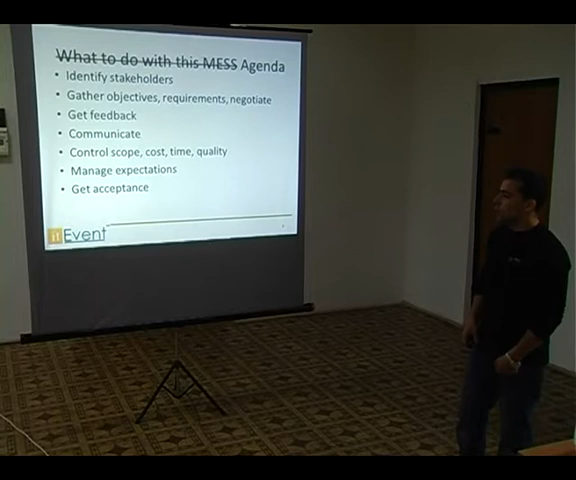 What to do with this MESS Agenda
• Identify stakeholders
• Gather objectives, requirements, negotiate
• Get feedback
• Communicate
• Control scope, cost, time, quality
• Manage expectations
• Get acceptance
itEvent